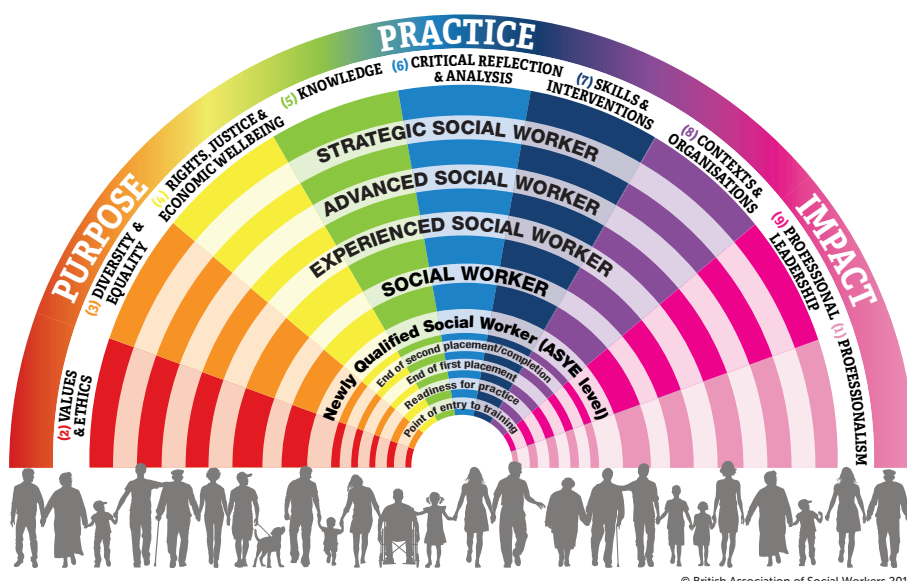 PRACTICE
PURPOSE
IMPACT
(2) VALUES
& ETHICS
(3) DIVERSITY &
EQUALITY
(4) RIGHTS, JUSTICE &
ECONOMIC WELLBEING
(5) KNOWLEDGE
(6) CRITICAL REFLECTION
& ANALYSIS
(7) SKILLS &
INTERVENTIONS
(8) CONTEXTS &
ORGANISATIONS
(9) PROFESSIONAL
LEADERSHIP
(1) PROFESSIONALISM
STRATEGIC SOCIAL WORKER
ADVANCED SOCIAL WORKER
EXPERIENCED SOCIAL WORKER
SOCIAL WORKER
Newly Qualified Social Worker (ASYE level)
End of second placement/completion
End of first placement
Readiness for practice
Point of entry to training
© British Association of Social Workers